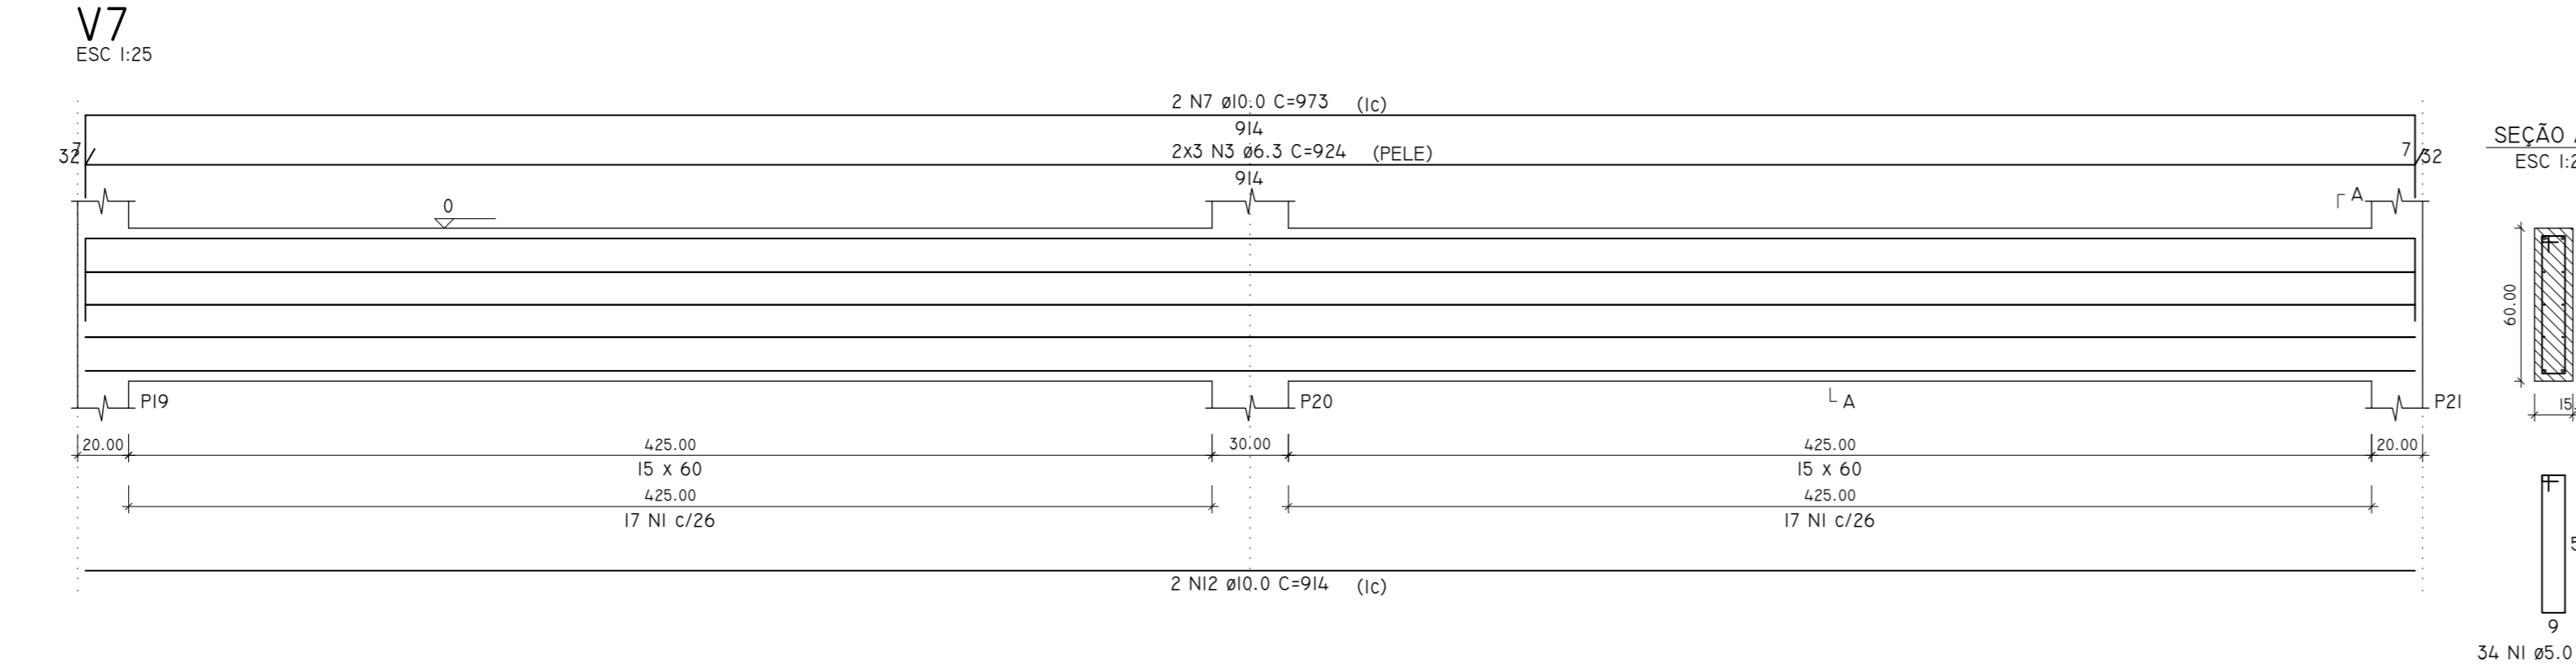 V7
ESC 1:25
2 N7 ø10.0 C=973 (1c)
914
SEÇÃO
2x3 N3 ø6.3 C=924 (PELE)
32
7
7
32
ESC 1:2
914
A
0
60.00
P19
P20
A
P21
15
20.00
425.00
30.00
425.00
20.00
15 x 60
15 x 60
425.00
425.00
17 N1 c/26
17 N1 c/26
5
2 N12 ø10.0 C=914 (1c)
9
34 N1 ø5.0